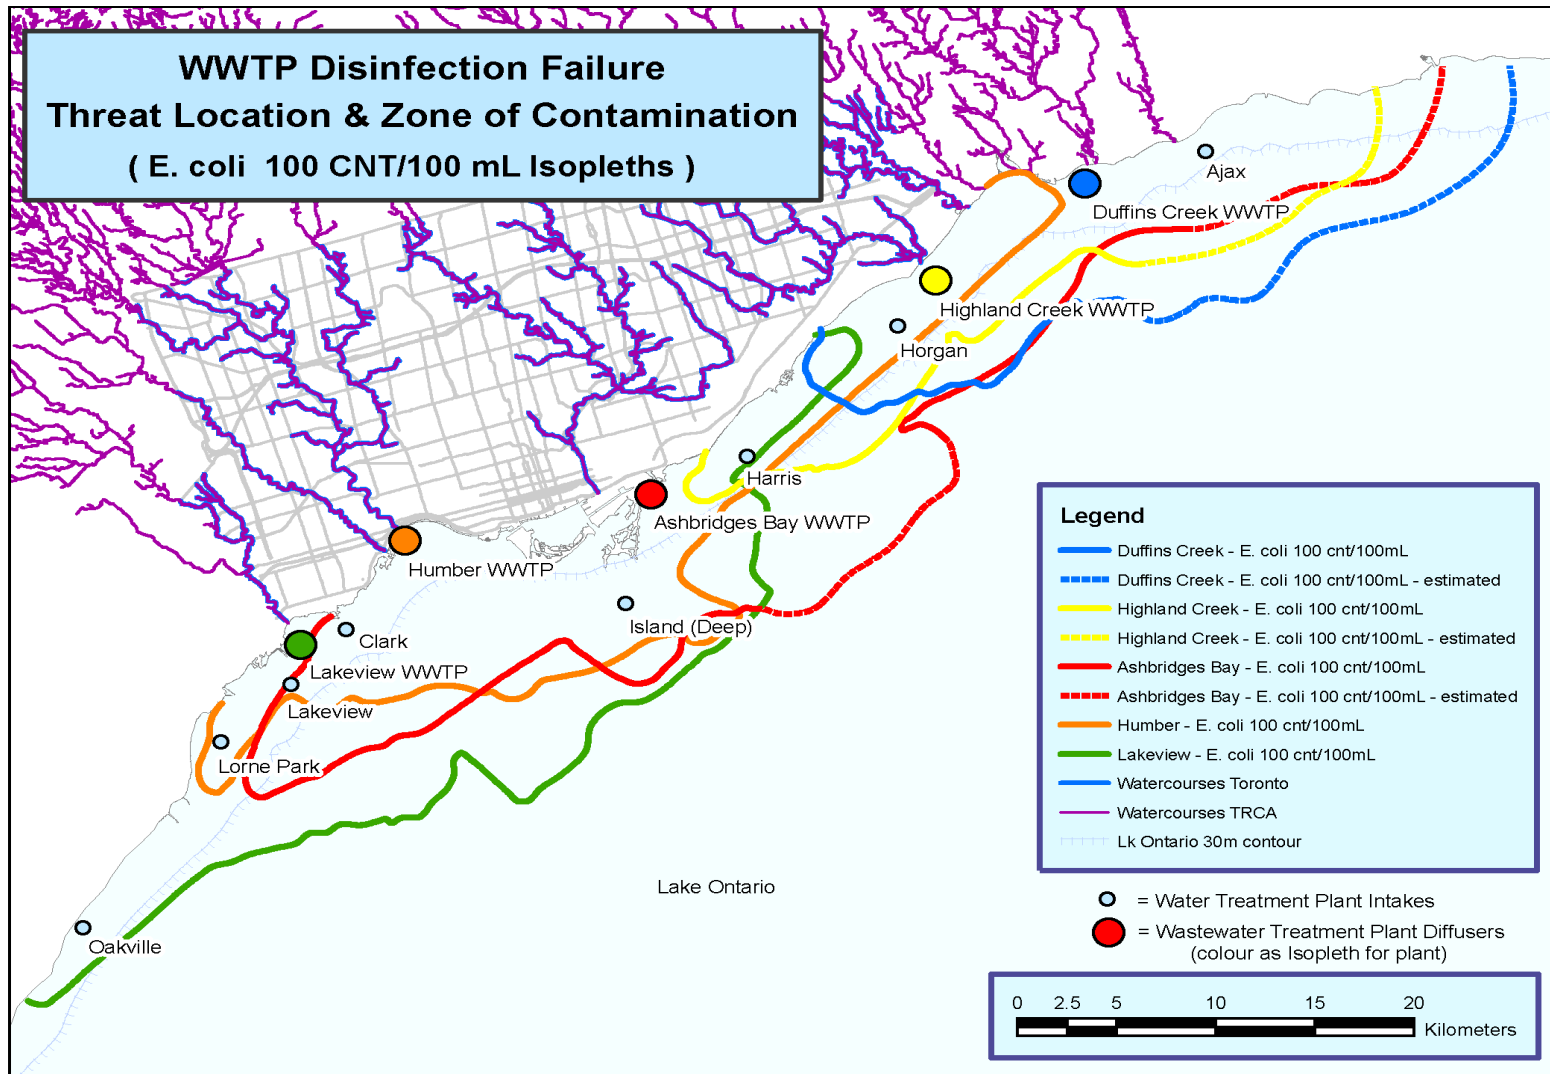 WWTP Disinfection Failure
Threat Location & Zone of Contamination
( E. coli 100 CNT/100 mL Isopleths )
Ajax
Duffins Creek WWTP
Highland Creek WWTP
Horgan
Harris
Ashbridges Bay WWTP
Humber WWTP
Island (Deep)
Clark
Lakeview WWTP
Lakeview
Lorne Park
Oakville
Lake Ontario
Legend
Duffins Creek - E. coli 100 cnt/100mL
Duffins Creek - E. coli 100 cnt/100mL - estimated
Highland Creek - E. coli 100 cnt/100mL
Highland Creek - E. coli 100 cnt/100mL - estimated
Ashbridges Bay - E. coli 100 cnt/100mL
Ashbridges Bay - E. coli 100 cnt/100mL - estimated
Humber - E. coli 100 cnt/100mL
Lakeview - E. coli 100 cnt/100mL
Watercourses Toronto
Watercourses TRCA
Lk Ontario 30m contour
= Water Treatment Plant Intakes
= Wastewater Treatment Plant Diffusers
(colour as Isopleth for plant)
0 2.5 5 10 15 20
Kilometers